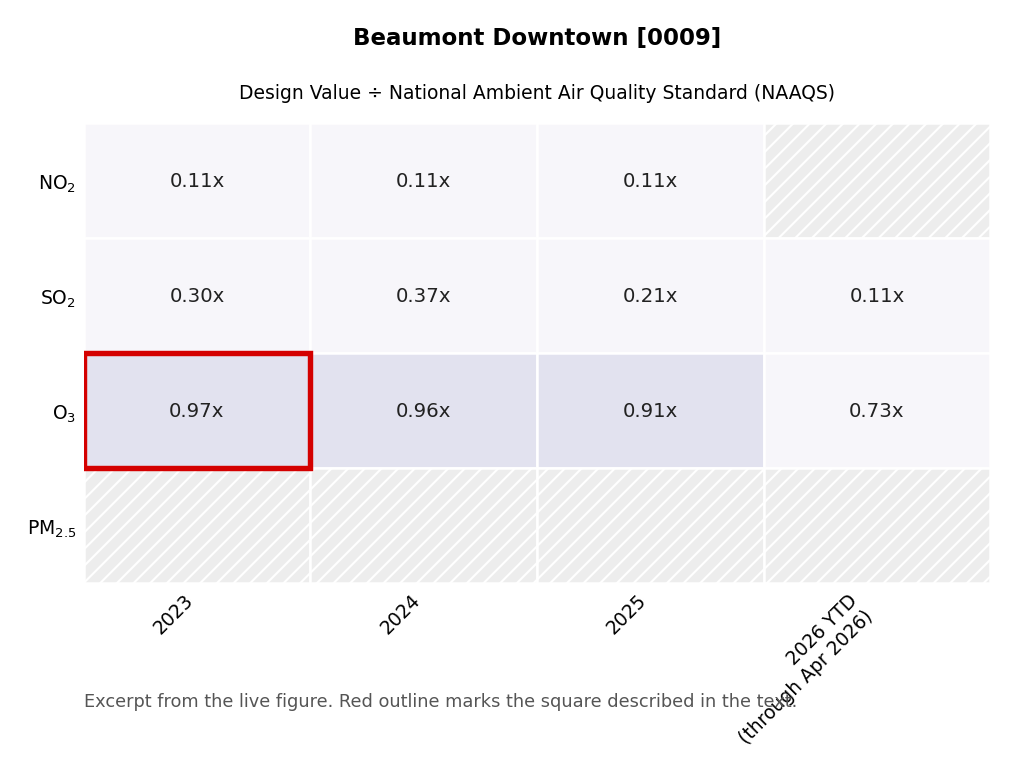 Beaumont Downtown [0009]
Design Value ÷ National Ambient Air Quality Standard (NAAQS)
NO₂ 0.11x 0.11x 0.11x
SO₂ 0.30x 0.37x 0.21x 0.11x
O₃ 0.97x 0.96x 0.91x 0.73x
PM₂.₅
2023 2024 2025 2026 YTD
(through Apr 2026)
Excerpt from the live figure. Red outline marks the square described in the text.